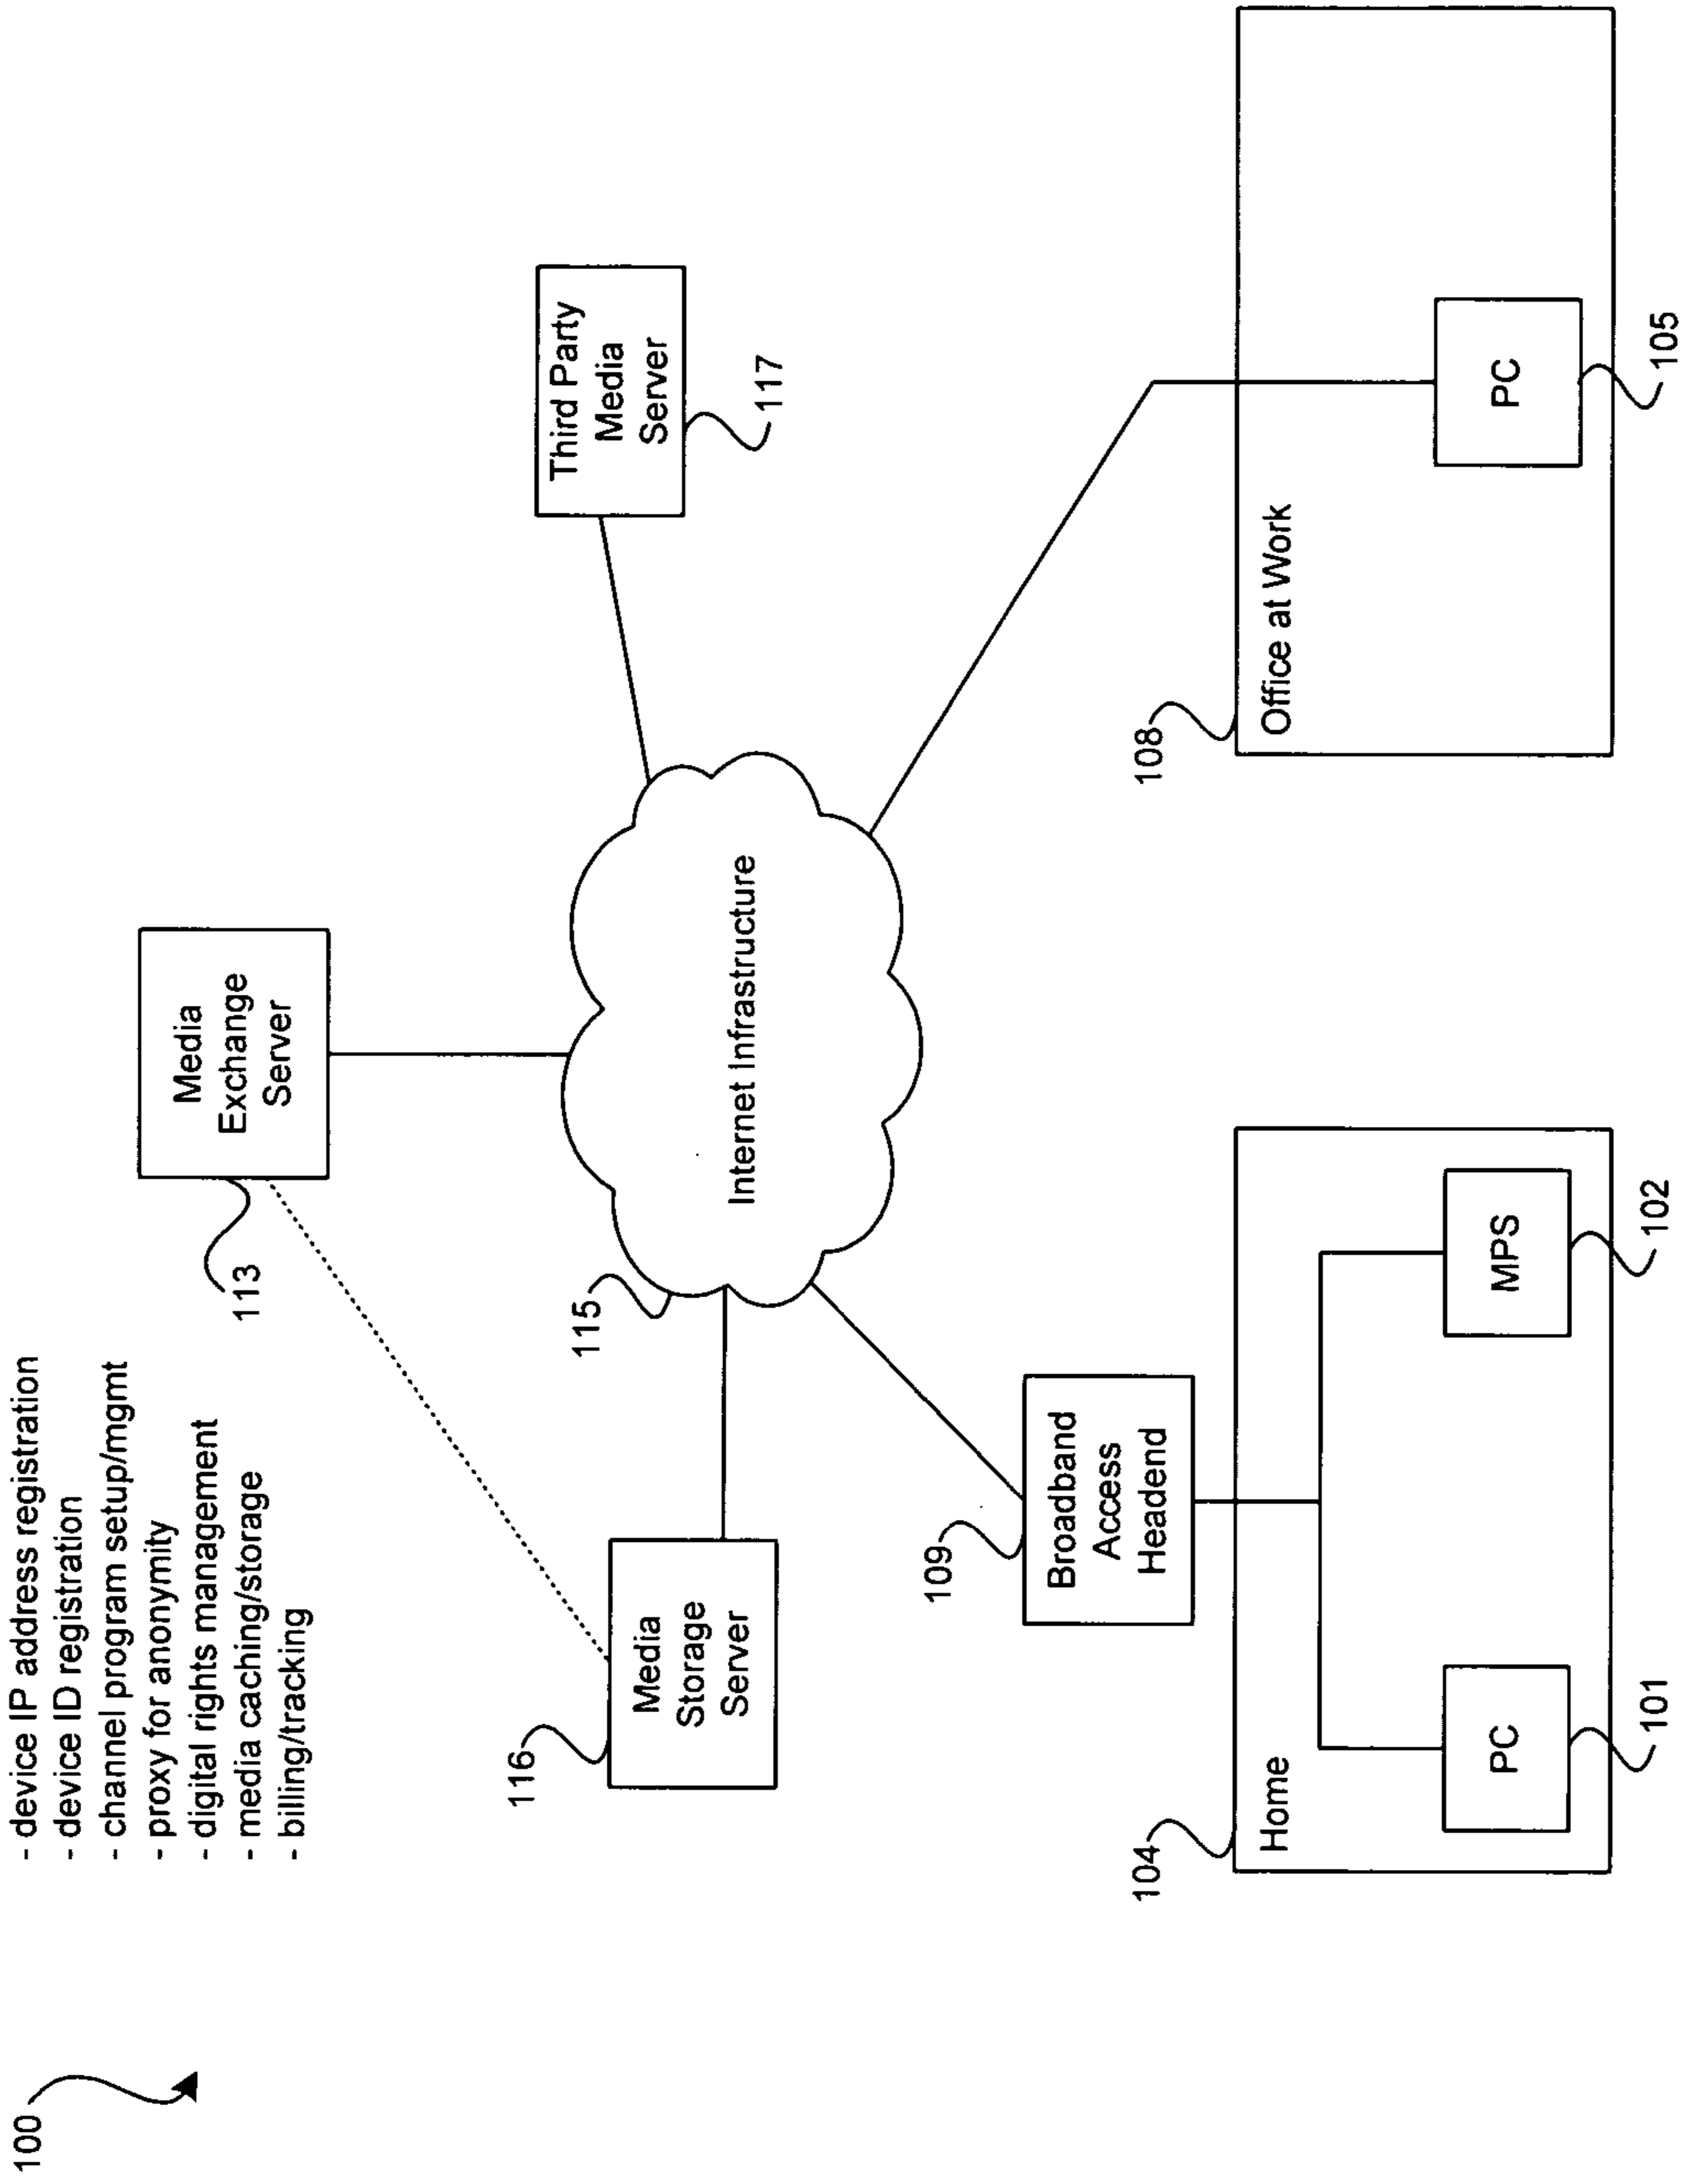 100
- device IP address registration
- device ID registration
- channel program setup/mgmt
- proxy for anonymity
- digital rights management
- media caching/storage
- billing/tracking
113
Media
Exchange
Server
116
Media
Storage
Server
115
Internet Infrastructure
Third Party
Media
Server
117
109
Broadband
Access
Headend
104
Home
PC
101
MPS
102
108
Office at Work
PC
105